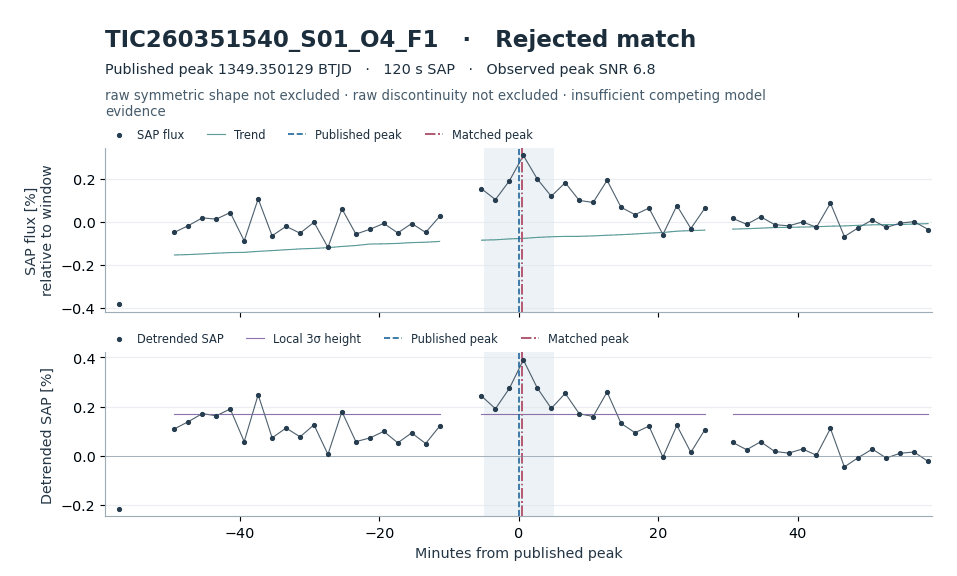 TIC260351540_S01_O4_F1 · Rejected match
Published peak 1349.350129 BTJD · 120 s SAP · Observed peak SNR 6.8
raw symmetric shape not excluded · raw discontinuity not excluded · insufficient competing model
evidence
SAP flux Trend Published peak Matched peak
SAP flux [%]
relative to window
0.2
0.0
−0.2
−0.4
Detrended SAP Local 3σ height Published peak Matched peak
Detrended SAP [%]
0.4
0.2
0.0
−0.2
−40 −20 0 20 40
Minutes from published peak